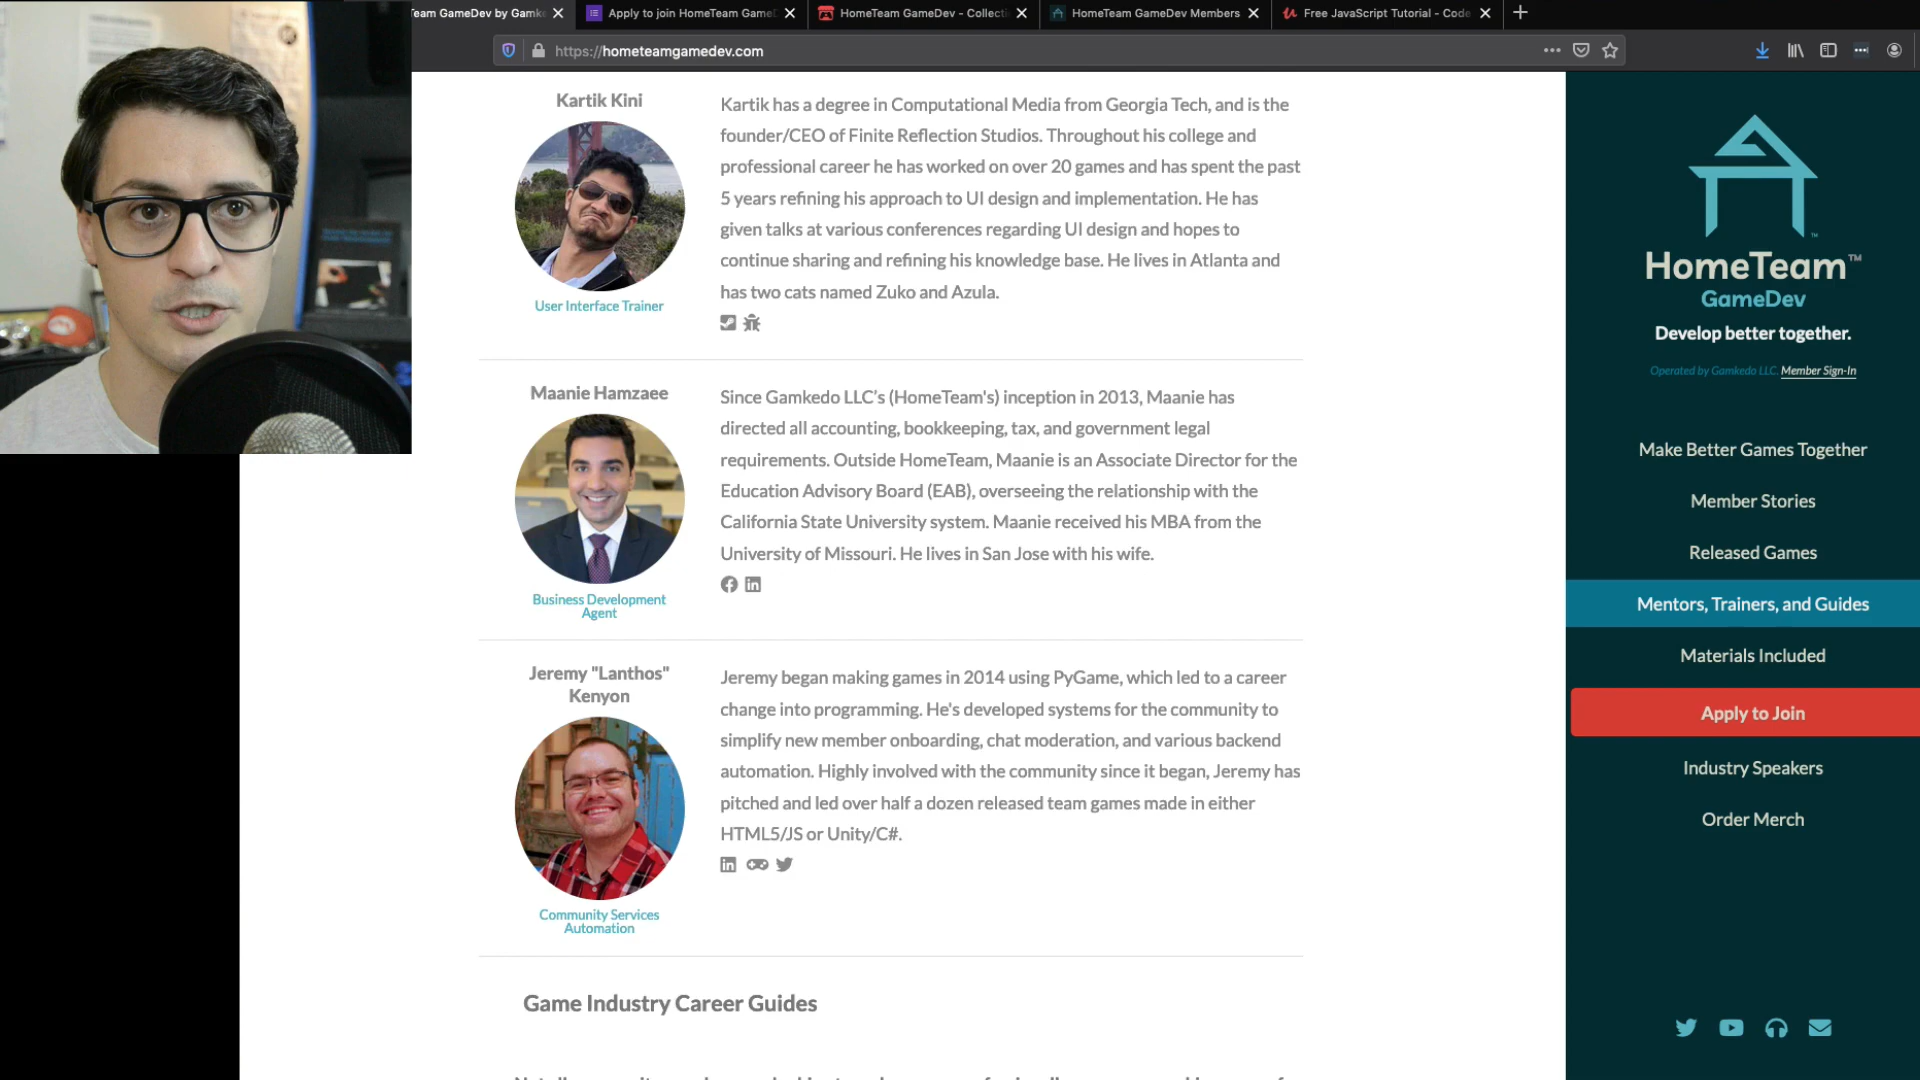 Team GameDev by Gamke
Apply to join HomeTeam GameD
HomeTeam GameDev - Collecti
HomeTeam GameDev Members
Free JavaScript Tutorial - Code
https://hometeamgamedev.com
Kartik Kini
User Interface Trainer
Kartik has a degree in Computational Media from Georgia Tech, and is the
founder/CEO of Finite Reflection Studios. Throughout his college and
professional career he has worked on over 20 games and has spent the past
5 years refining his approach to UI design and implementation. He has
given talks at various conferences regarding UI design and hopes to
continue sharing and refining his knowledge base. He lives in Atlanta and
has two cats named Zuko and Azula.
Maanie Hamzaee
Business Development
Agent
Since Gamkedo LLC's (HomeTeam's) inception in 2013, Maanie has
directed all accounting, bookkeeping, tax, and government legal
requirements. Outside HomeTeam, Maanie is an Associate Director for the
Education Advisory Board (EAB), overseeing the relationship with the
California State University system. Maanie received his MBA from the
University of Missouri. He lives in San Jose with his wife.
Jeremy "Lanthos"
Kenyon
Community Services
Automation
Jeremy began making games in 2014 using PyGame, which led to a career
change into programming. He's developed systems for the community to
simplify new member onboarding, chat moderation, and various backend
automation. Highly involved with the community since it began, Jeremy has
pitched and led over half a dozen released team games made in either
HTML5/JS or Unity/C#.
Game Industry Career Guides
HomeTeam™
GameDev
Develop better together.
Operated by Gamkedo LLC. Member Sign-In
Make Better Games Together
Member Stories
Released Games
Mentors, Trainers, and Guides
Materials Included
Apply to Join
Industry Speakers
Order Merch